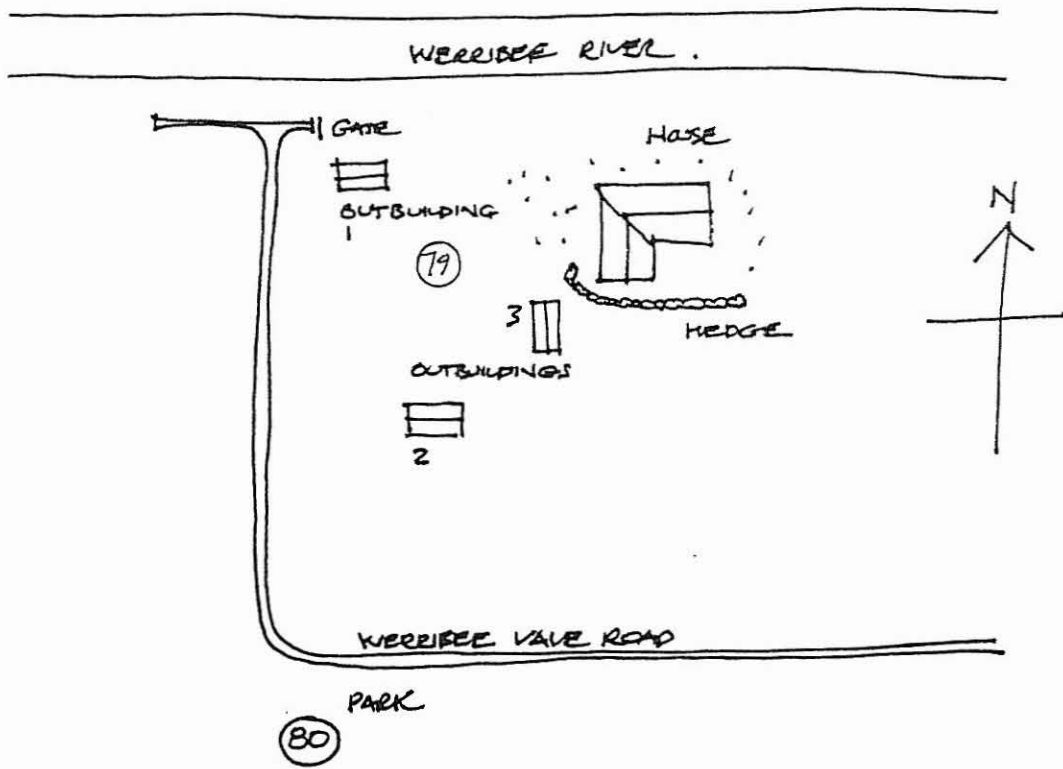 WERRIBEE RIVER.
GATE
HOUSE
OUTBUILDING
1
79
N
3
HEDGE
OUTBUILDINGS
2
WERRIBEE VALE ROAD
PARK
80